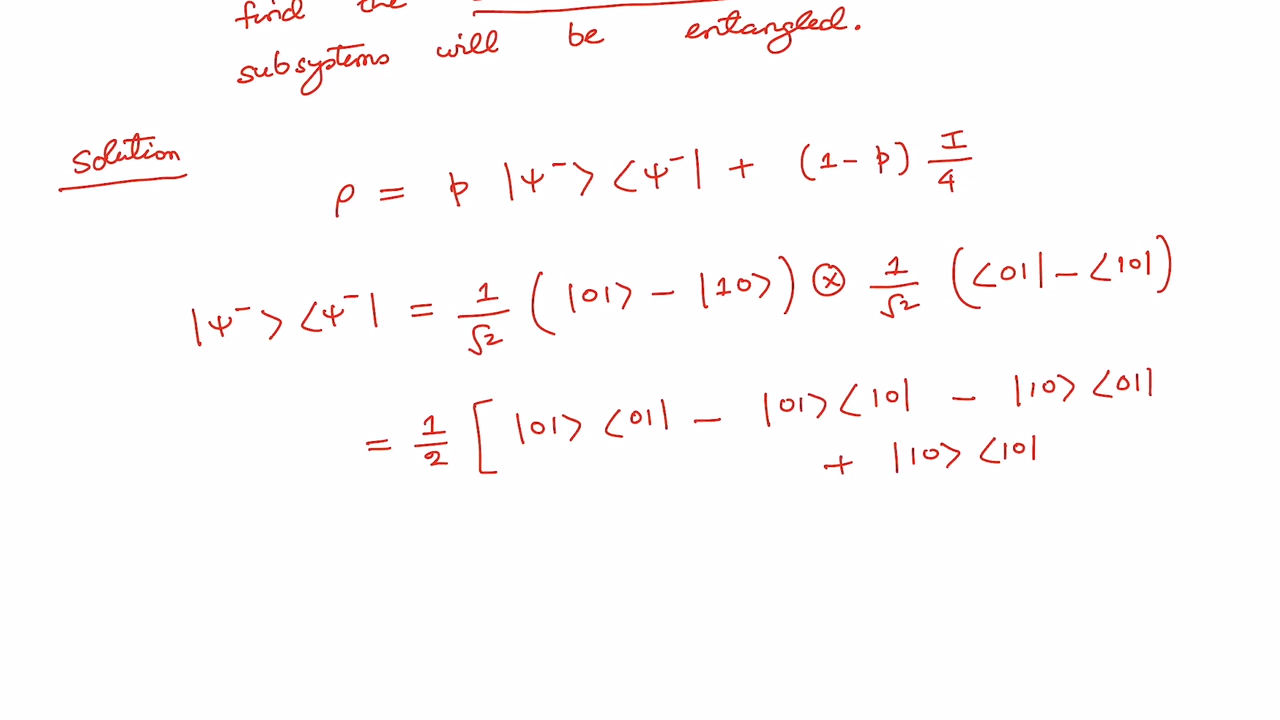 find the
subsystems will be entangled.
Solution
ρ = p |ψ⁻> <ψ⁻| + (1-p) I/4
|ψ⁻> <ψ⁻| = 1/√2 (|01> - |10>) ⊗ 1/√2 (<01| - <10|)
= 1/2 [ |01> <01| - |01> <10| - |10> <01|
+ |10> <10|